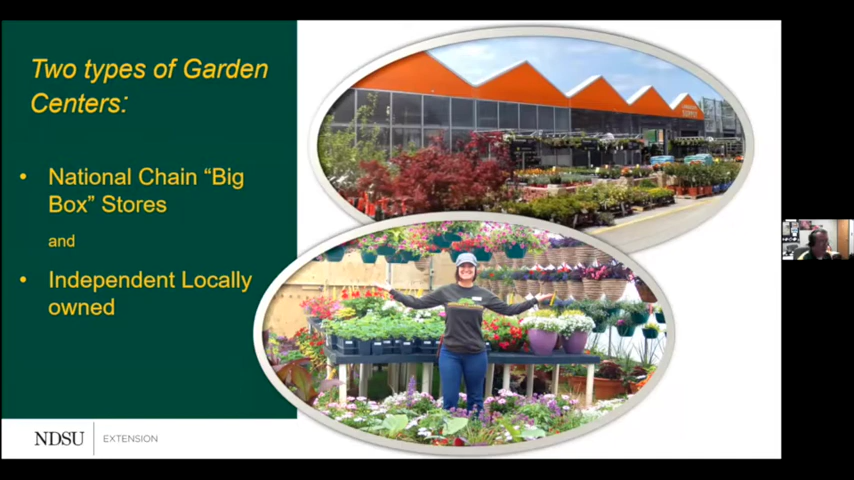 Two types of Garden
Centers:
• National Chain “Big
Box” Stores
and
• Independent Locally
owned
NDSU EXTENSION